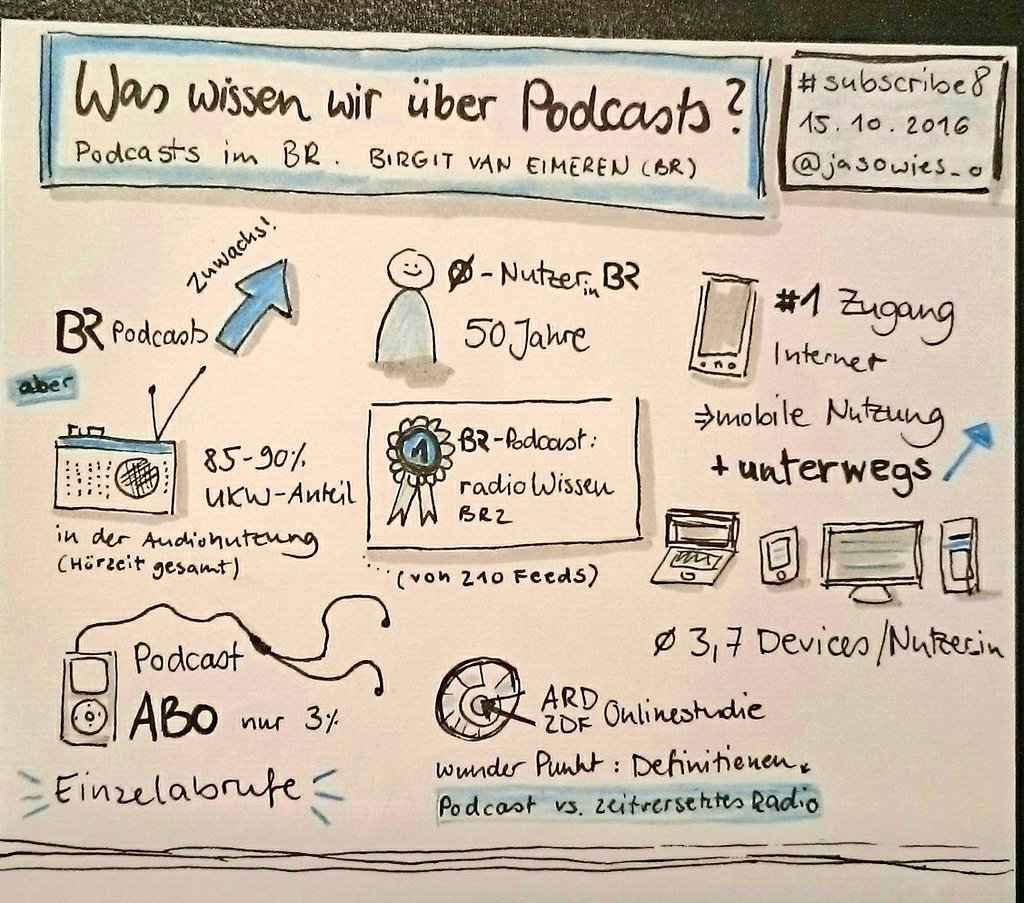 Was wissen wir über Podcasts?
Podcasts im BR. BIRGIT VAN EIMEREN (BR)
#subscribe8
15.10.2016
@jasowies_o
Zuwachs!
BR Podcasts
aber
85-90%
UKW-Anteil
in der Audionutzung
(Hörzeit gesamt)
Ø-Nutzer.in BR
50 Jahre
1
BR-Podcast:
radioWissen
BR2
(von 210 Feeds)
#1 Zugang
Internet
⇒mobile Nutzung
+unterwegs
Ø 3,7 Devices/Nutzer.in
Podcast
ABO nur 3%
Einzelabrufe
ARD
ZDF Onlinestudie
wunder Punkt: Definitionen.
Podcast vs. zeitversetztes Radio